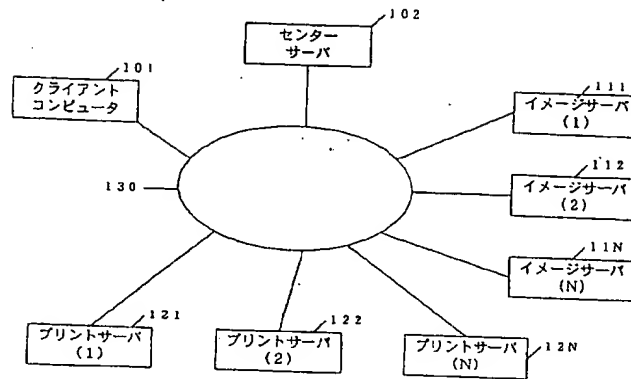 102
センター
サーバ
101
クライアント
コンピュータ
111
イメージサーバ
(1)
112
イメージサーバ
(2)
130
11N
イメージサーバ
(N)
121
プリントサーバ
(1)
122
プリントサーバ
(2)
プリントサーバ
(N)
12N